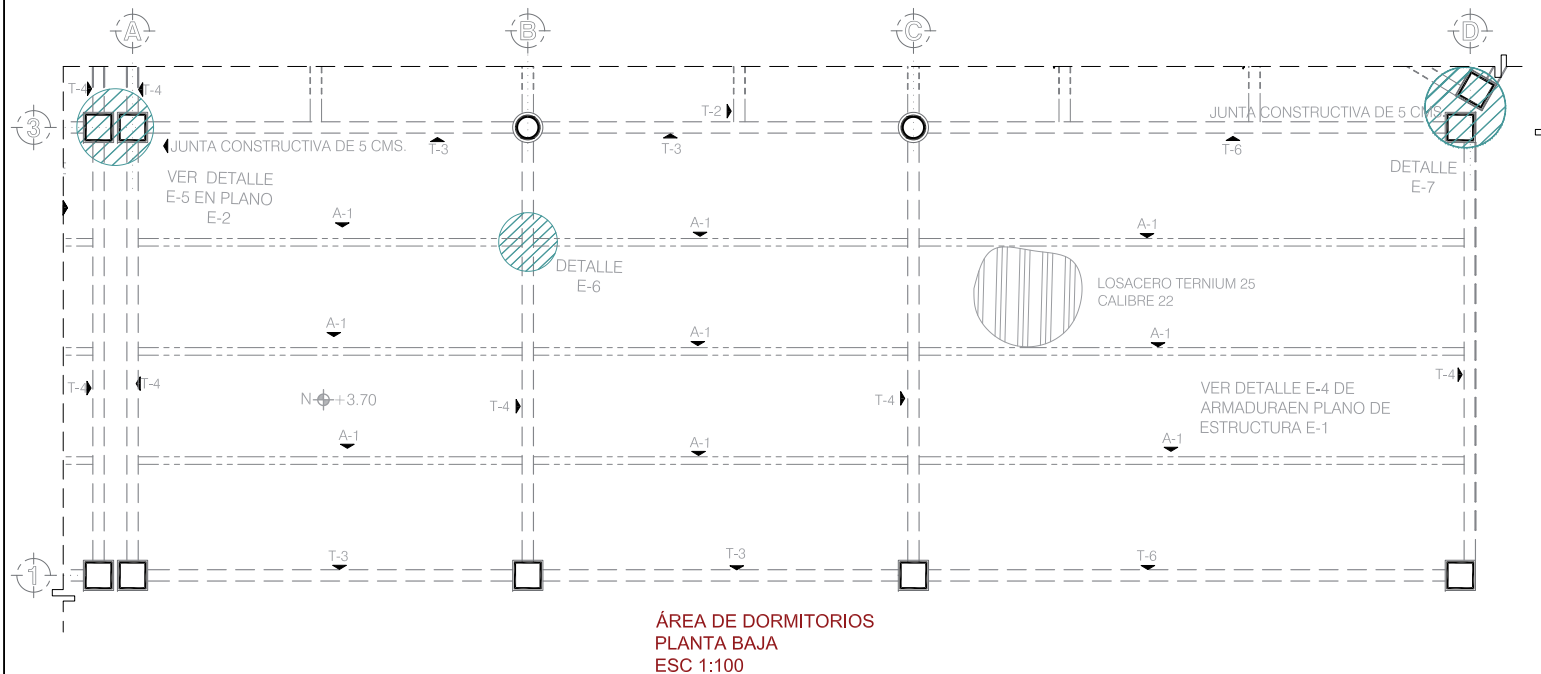 A
B
C
D
T-4
T-4
T-2
3
JUNTA CONSTRUCTIVA DE 5 CMS.
JUNTA CONSTRUCTIVA DE 5 CMS.
T-3
T-3
T-6
VER DETALLE
E-5 EN PLANO
E-2
DETALLE
E-7
A-1
A-1
A-1
DETALLE
E-6
LOSACERO TERNIUM 25
CALIBRE 22
A-1
A-1
A-1
T-4
T-4
N +3.70
T-4
T-4
T-4
VER DETALLE E-4 DE
ARMADURAEN PLANO DE
ESTRUCTURA E-1
A-1
A-1
A-1
1
T-3
T-3
T-6
ÁREA DE DORMITORIOS
PLANTA BAJA
ESC 1:100